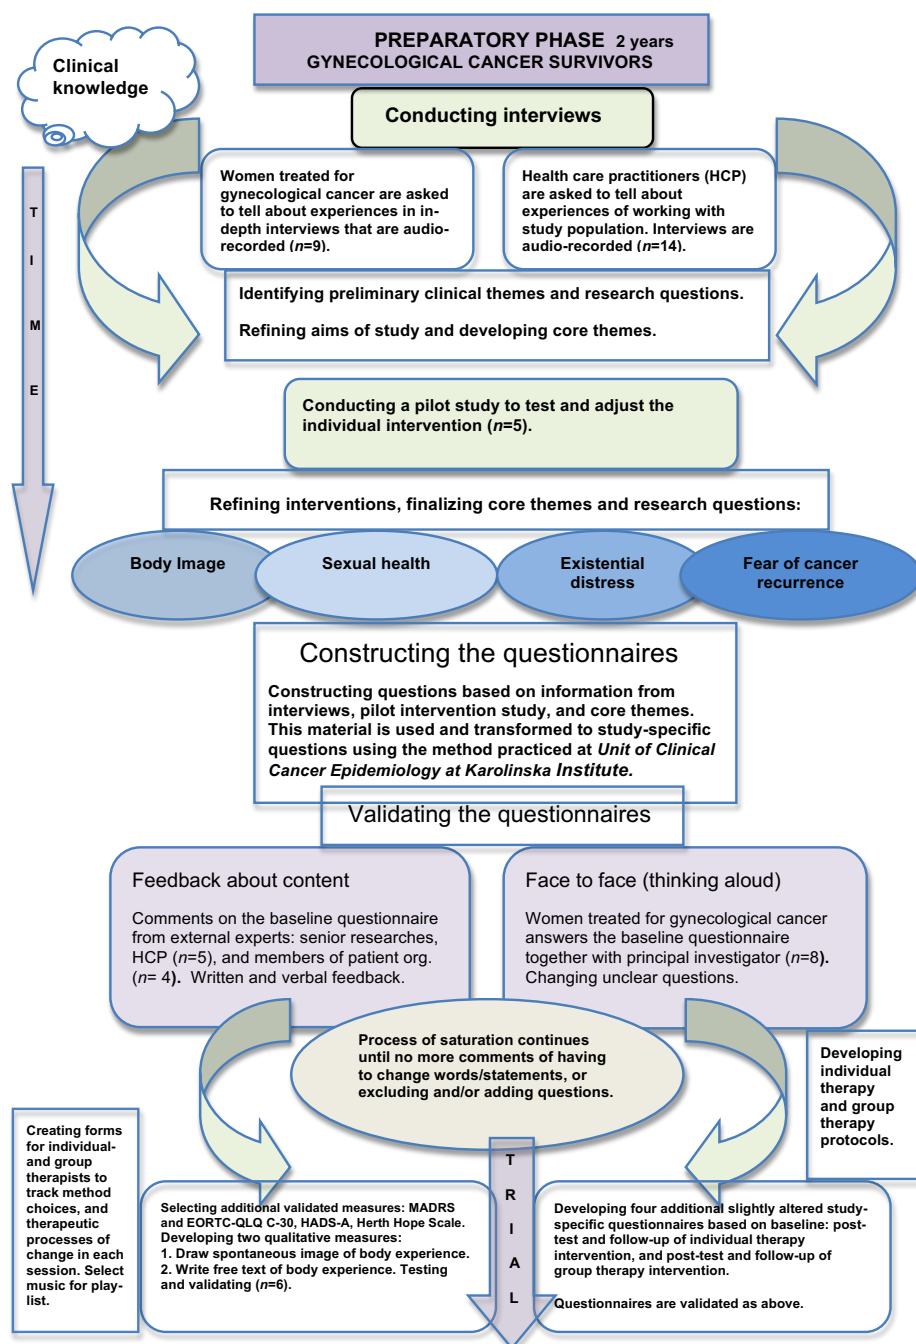 PREPARATORY PHASE 2 years
GYNECOLOGICAL CANCER SURVIVORS
Clinical
knowledge
Conducting interviews
Women treated for
gynecological cancer are asked
to tell about experiences in in-
depth interviews that are audio-
recorded (n=9).
Health care practitioners (HCP)
are asked to tell about
experiences of working with
study population. Interviews are
audio-recorded (n=14).
T
I
M
E
Identifying preliminary clinical themes and research questions.
Refining aims of study and developing core themes.
Conducting a pilot study to test and adjust the
individual intervention (n=5).
Refining interventions, finalizing core themes and research questions:
Body Image
Sexual health
Existential
distress
Fear of cancer
recurrence
Constructing the questionnaires
Constructing questions based on information from
interviews, pilot intervention study, and core themes.
This material is used and transformed to study-specific
questions using the method practiced at Unit of Clinical
Cancer Epidemiology at Karolinska Institute.
Validating the questionnaires
Feedback about content
Comments on the baseline questionnaire
from external experts: senior researches,
HCP (n=5), and members of patient org.
(n= 4). Written and verbal feedback.
Face to face (thinking aloud)
Women treated for gynecological cancer
answers the baseline questionnaire
together with principal investigator (n=8).
Changing unclear questions.
Process of saturation continues
until no more comments of having
to change words/statements, or
excluding and/or adding questions.
Developing
individual
therapy
and group
therapy
protocols.
Creating forms
for individual-
and group
therapists to
track method
choices, and
therapeutic
processes of
change in each
session. Select
music for play-
list.
Selecting additional validated measures: MADRS
and EORTC-QLQ C-30, HADS-A, Herth Hope Scale.
Developing two qualitative measures:
1. Draw spontaneous image of body experience.
2. Write free text of body experience. Testing
and validating (n=6).
T
R
I
A
L
Developing four additional slightly altered study-
specific questionnaires based on baseline: post-
test and follow-up of individual therapy
intervention, and post-test and follow-up of
group therapy intervention.
Questionnaires are validated as above.